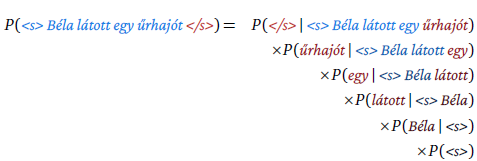 P(<s> Béla látott egy űrhajót </s>) = P(</s> | <s> Béla látott egy űrhajót)
×P(űrhajót | <s> Béla látott egy)
×P(egy | <s> Béla látott)
×P(látott | <s> Béla)
×P(Béla | <s>)
×P(<s>)